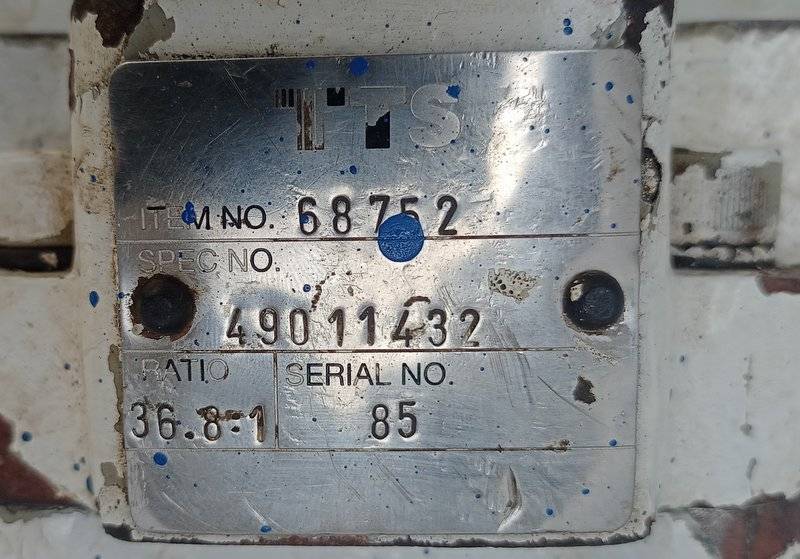 TTS
ITEM NO. 68752
SPEC NO.
49011432
RATIO SERIAL NO.
36.8-1 85